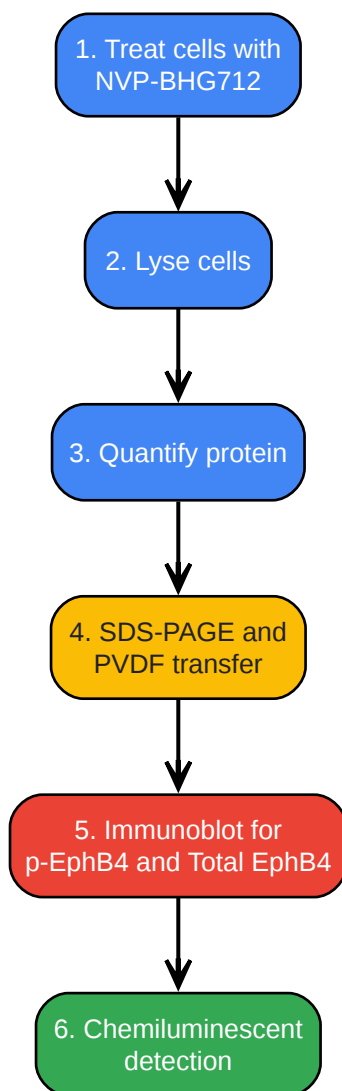 1. Treat cells with
NVP-BHG712
2. Lyse cells
3. Quantify protein
4. SDS-PAGE and
PVDF transfer
5. Immunoblot for
p-EphB4 and Total EphB4
6. Chemiluminescent
detection